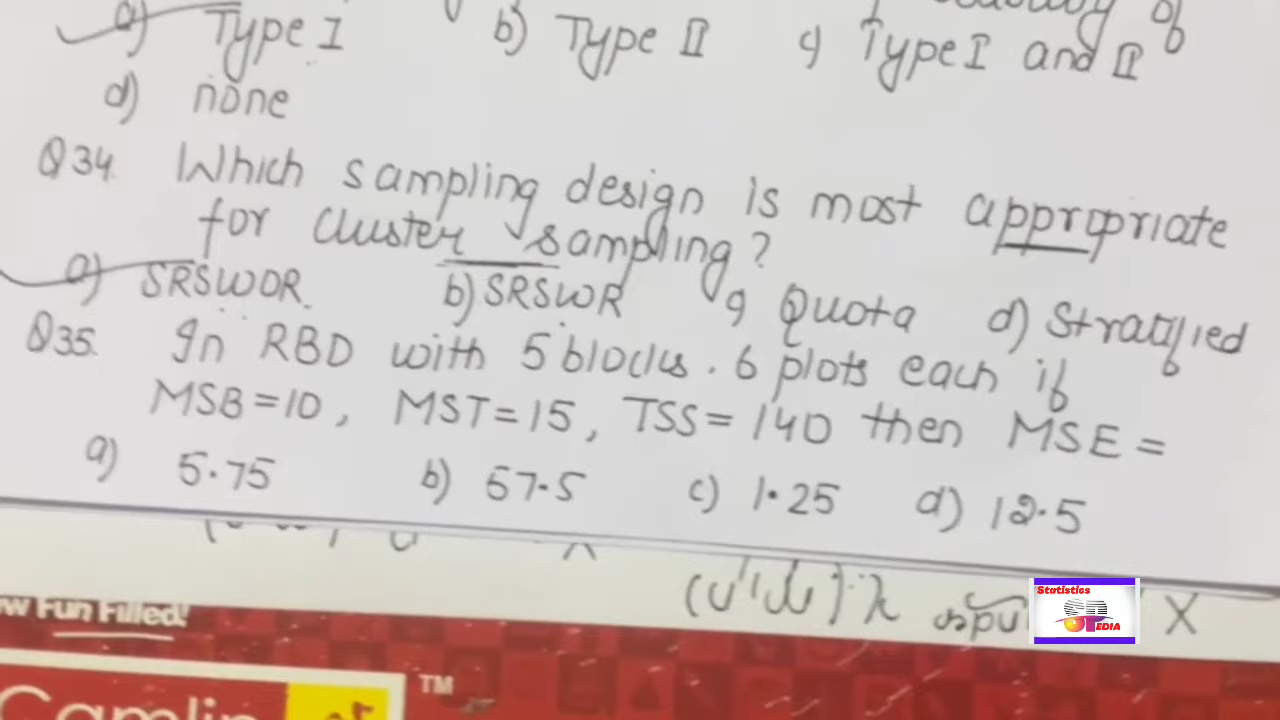 a) Type I b) Type II c) Type I and II
d) none
Q34. Which sampling design is most appropriate
for cluster sampling?
a) SRSWOR. b) SRSWR c) Quota d) Stratified
Q35. In RBD with 5 blocks. 6 plots each if
MSB=10, MST=15, TSS=140 then MSE=
a) 5.75 b) 57.5 c) 1.25 d) 12.5
w Fun Filled!
Statistics
PEDIA
X
TM
Camlin